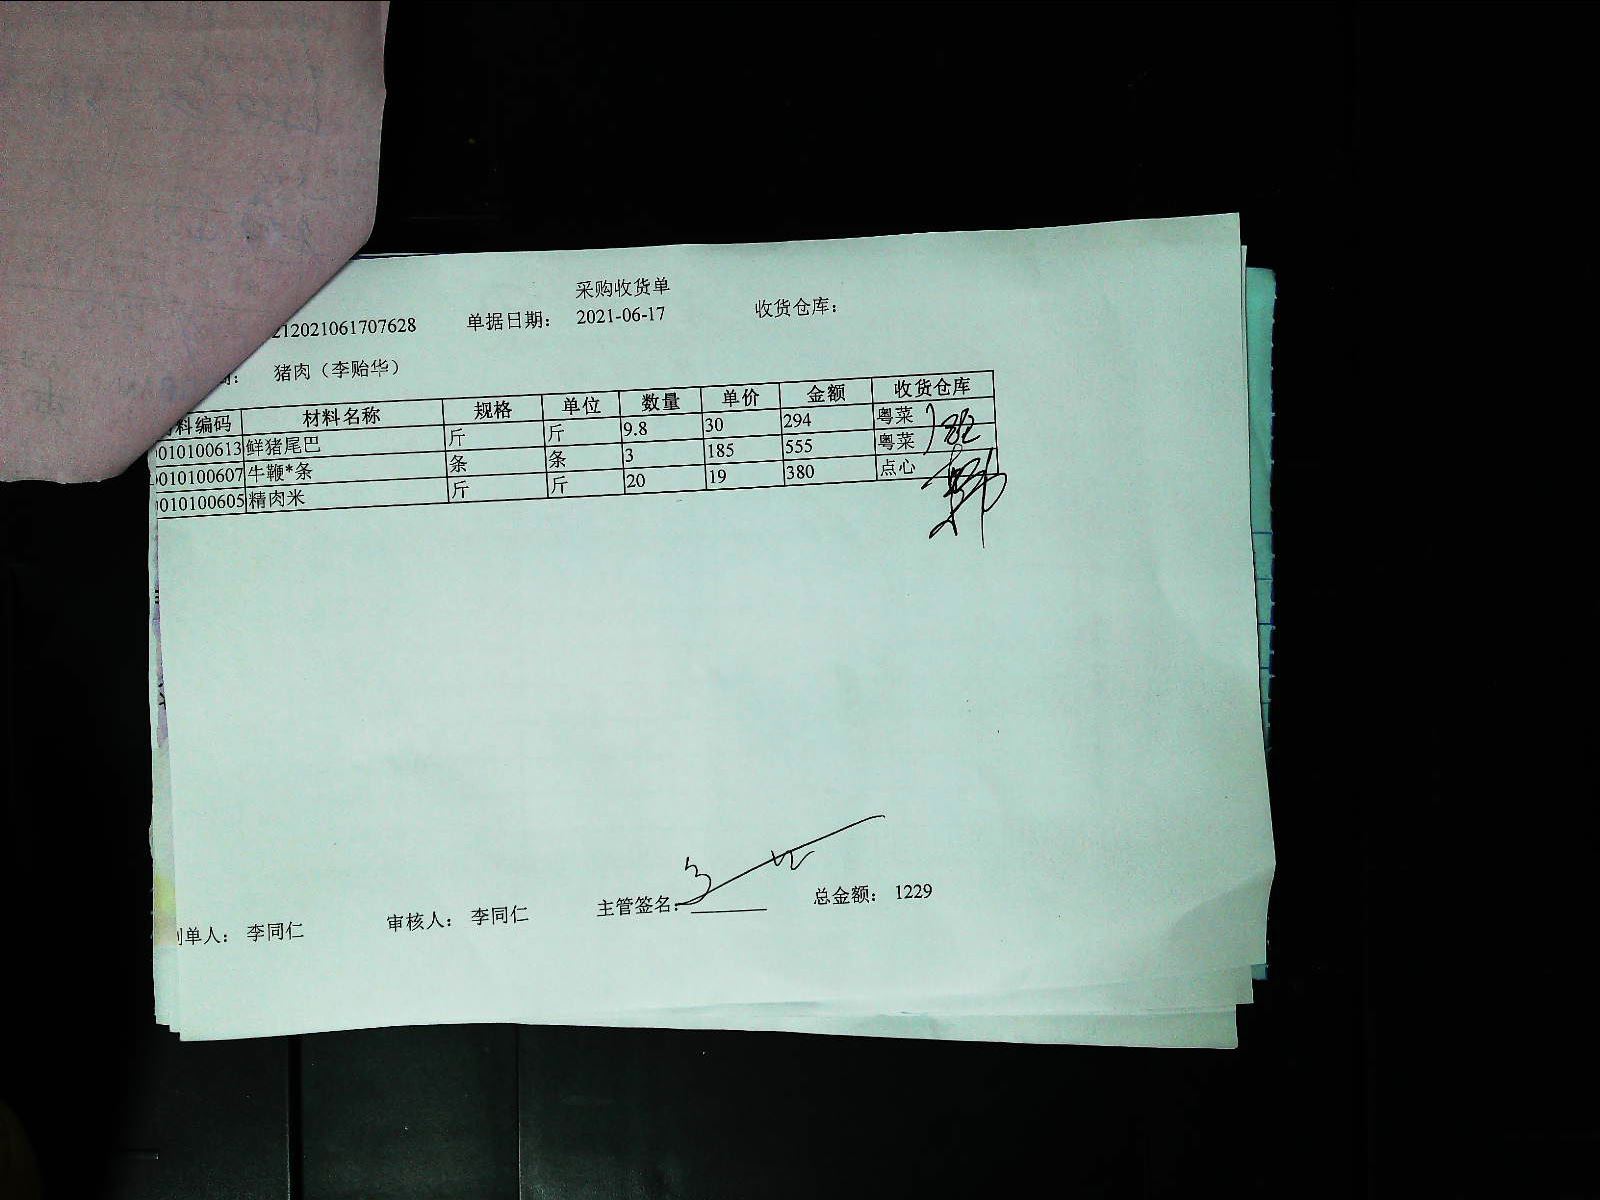 采购收货单
212021061707628 单据日期： 2021-06-17 收货仓库：
猪肉（李贻华）
料编码 材料名称 规格 单位 数量 单价 金额 收货仓库
010100613 鲜猪尾巴 斤 斤 9.8 30 294 粤菜
010100607 牛鞭*条 条 条 3 185 555 粤菜
010100605 精肉米 斤 斤 20 19 380 点心
制单人： 李同仁 审核人： 李同仁 主管签名： 总金额： 1229